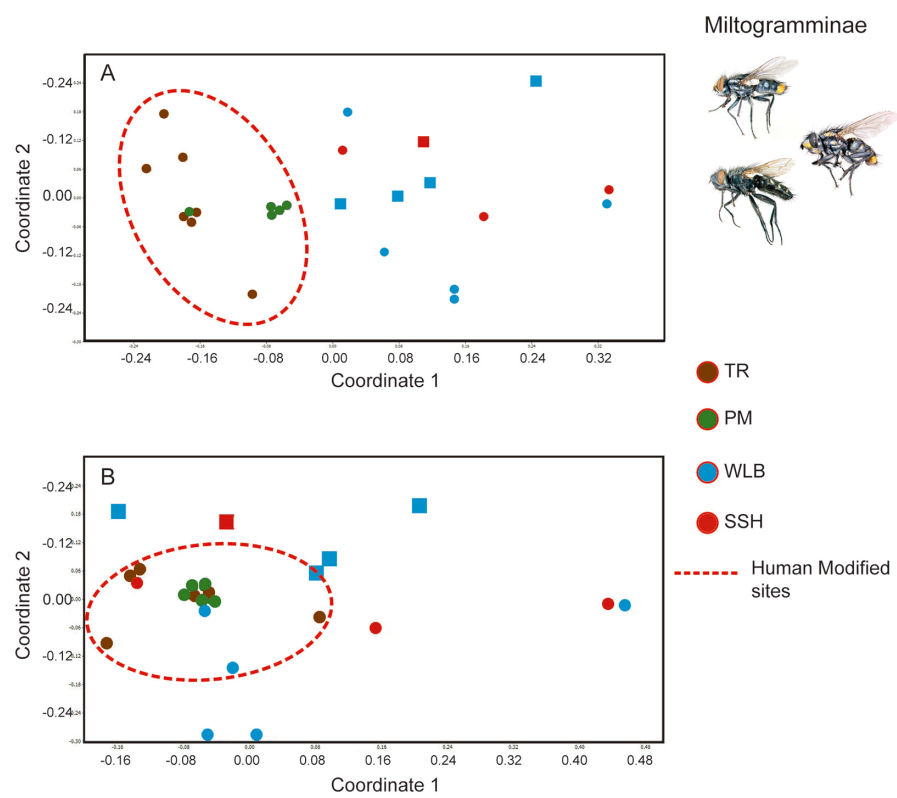 Miltogramminae
A
-0.24
-0.12
0.00
-0.12
-0.24
Coordinate 2
-0.24
-0.16
-0.08
0.00
0.08
0.16
0.24
0.32
Coordinate 1
TR
PM
WLB
SSH
Human Modified
sites
B
-0.24
-0.12
0.00
-0.12
-0.24
Coordinate 2
-0.16
-0.08
0.00
0.08
0.16
0.24
0.32
0.40
0.48
Coordinate 1